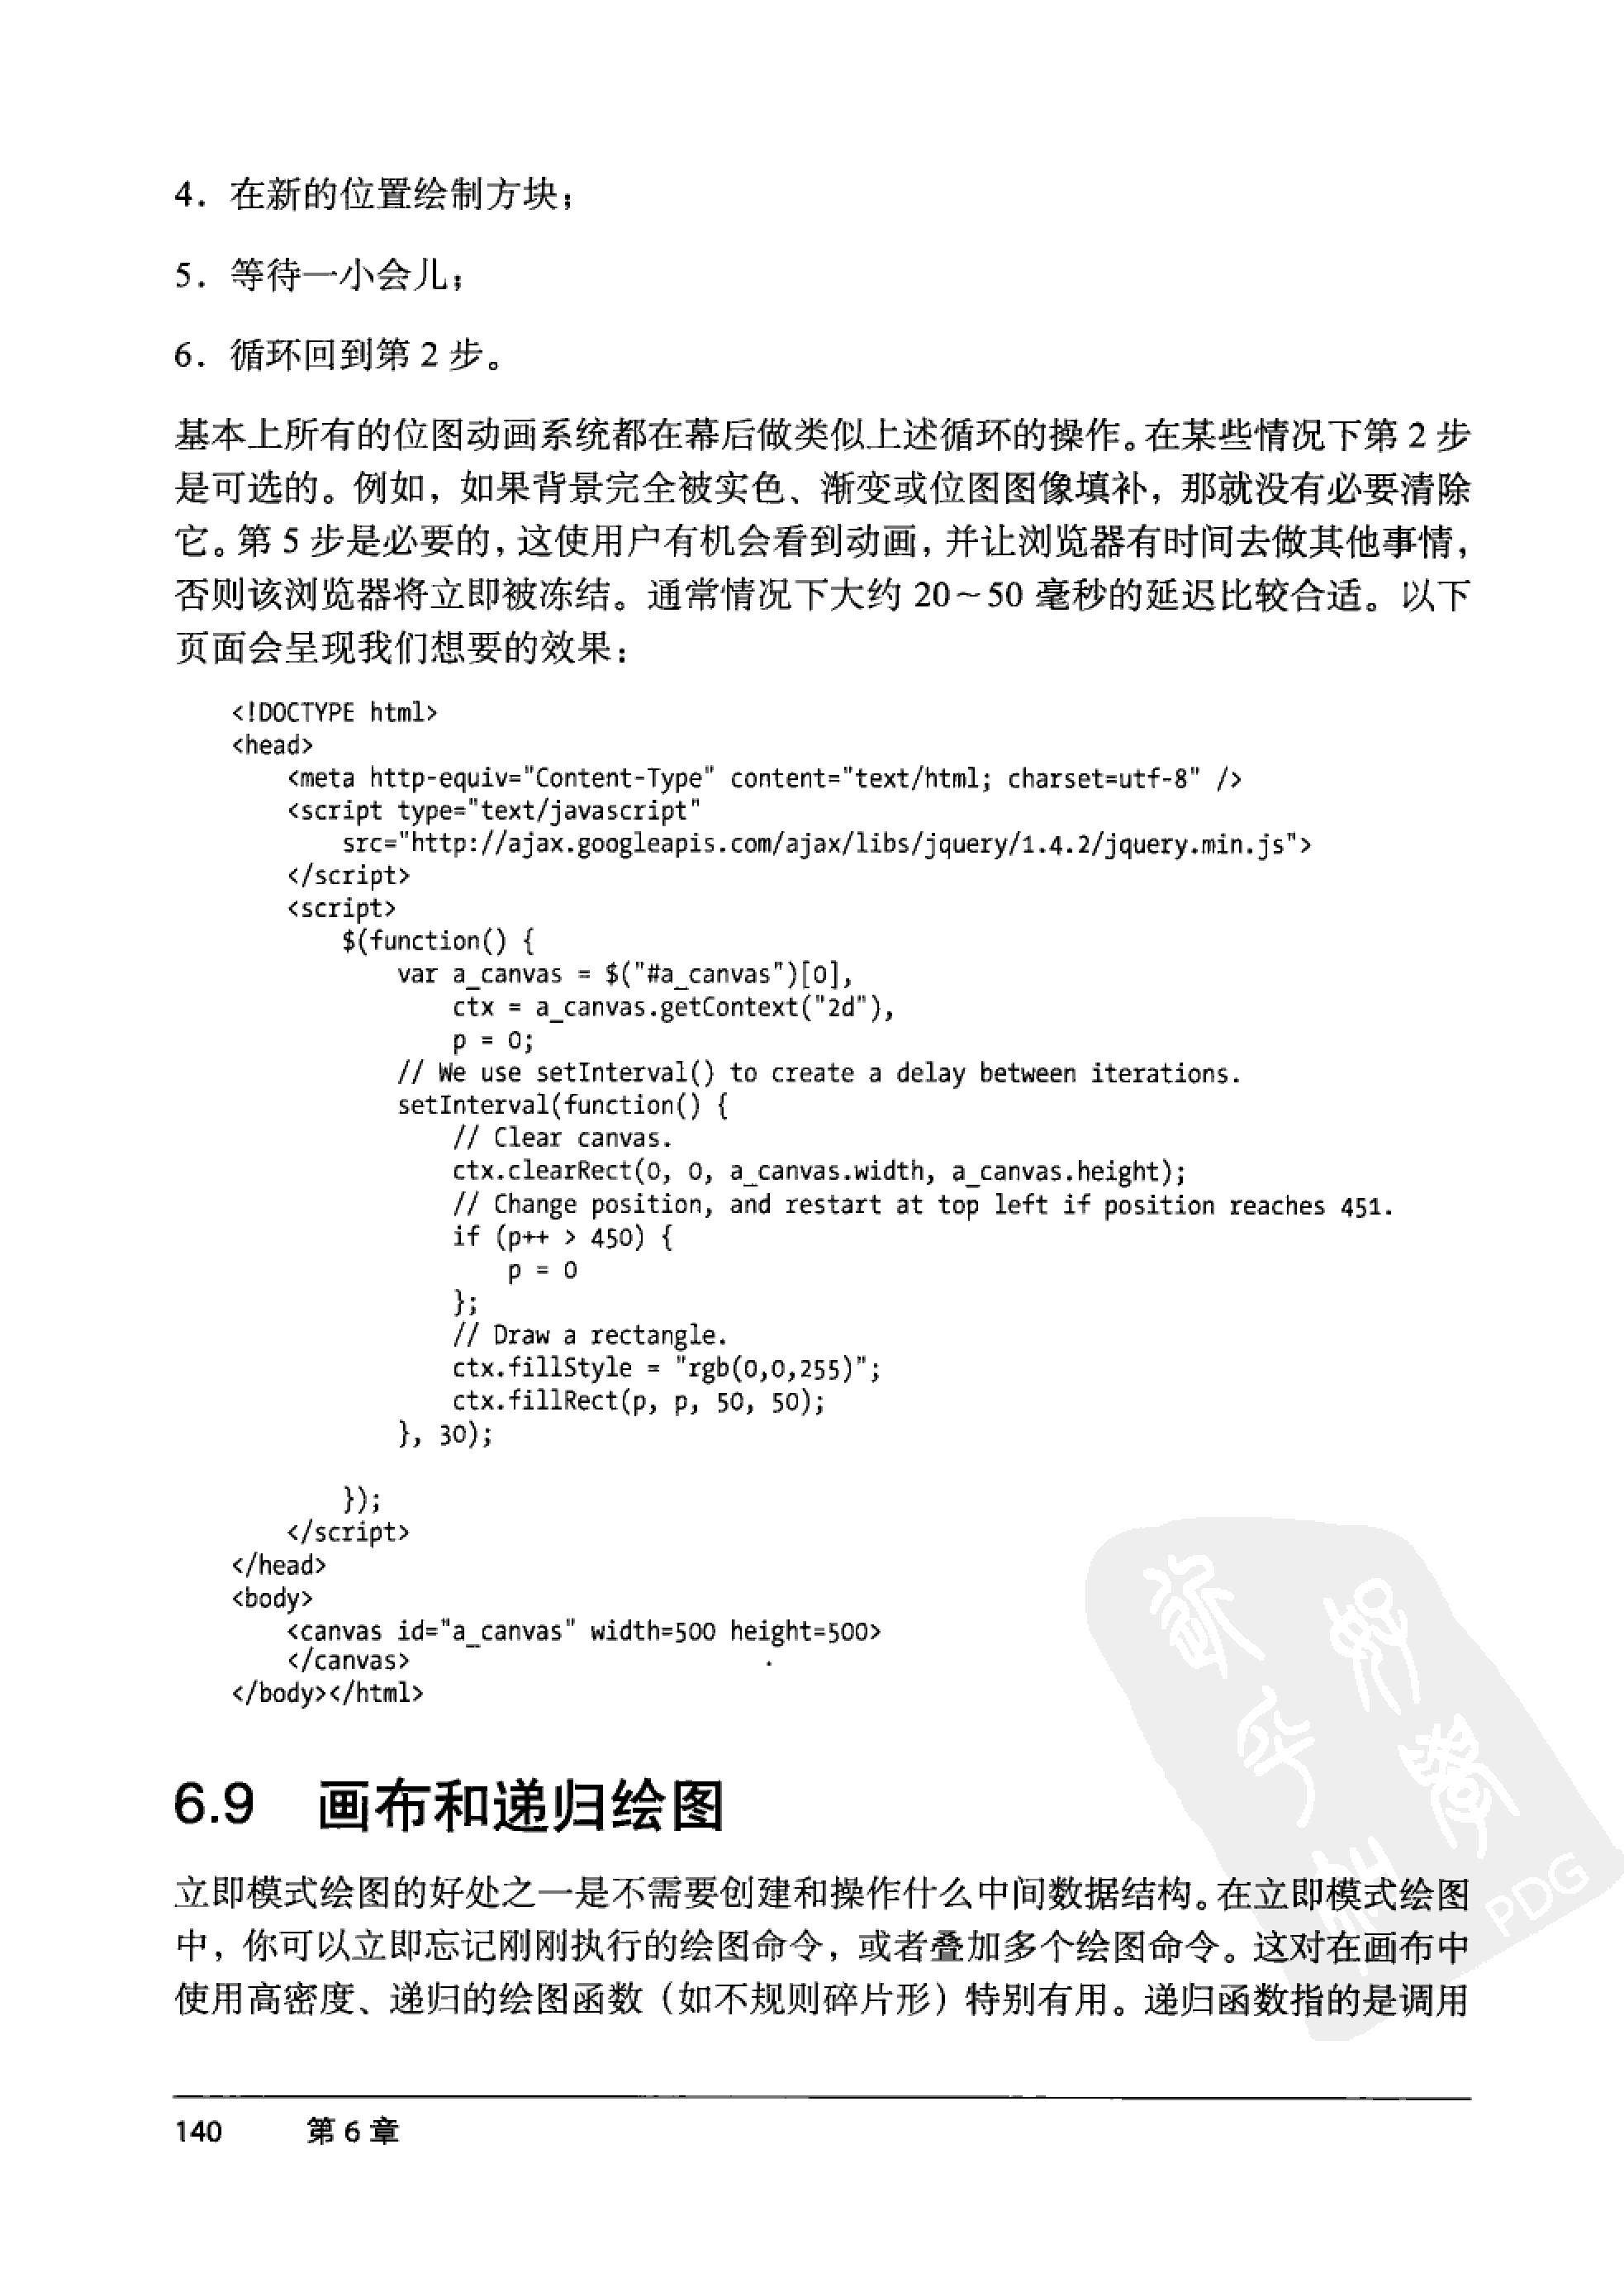 4．在新的位置绘制方块；
5．等待一小会儿；
6．循环回到第 2 步。
基本上所有的位图动画系统都在幕后做类似上述循环的操作。在某些情况下第 2 步
是可选的。例如，如果背景完全被实色、渐变或位图图像填补，那就没有必要清除
它。第 5 步是必要的，这使用户有机会看到动画，并让浏览器有时间去做其他事情，
否则该浏览器将立即被冻结。通常情况下大约 20～50 毫秒的延迟比较合适。以下
页面会呈现我们想要的效果：
<!DOCTYPE html>
<head>
    <meta http-equiv="Content-Type" content="text/html; charset=utf-8" />
    <script type="text/javascript"
        src="http://ajax.googleapis.com/ajax/libs/jquery/1.4.2/jquery.min.js">
    </script>
    <script>
        $(function() {
            var a_canvas = $("#a_canvas")[0],
                ctx = a_canvas.getContext("2d"),
                p = 0;
            // We use setInterval() to create a delay between iterations.
            setInterval(function() {
                // Clear canvas.
                ctx.clearRect(0, 0, a_canvas.width, a_canvas.height);
                // Change position, and restart at top left if position reaches 451.
                if (p++ > 450) {
                    p = 0
                };
                // Draw a rectangle.
                ctx.fillStyle = "rgb(0,0,255)";
                ctx.fillRect(p, p, 50, 50);
            }, 30);
        });
    </script>
</head>
<body>
    <canvas id="a_canvas" width=500 height=500>
    </canvas>
</body></html>
6.9 画布和递归绘图
立即模式绘图的好处之一是不需要创建和操作什么中间数据结构。在立即模式绘图
中，你可以立即忘记刚刚执行的绘图命令，或者叠加多个绘图命令。这对在画布中
使用高密度、递归的绘图函数（如不规则碎片形）特别有用。递归函数指的是调用
PDG
140 第 6 章